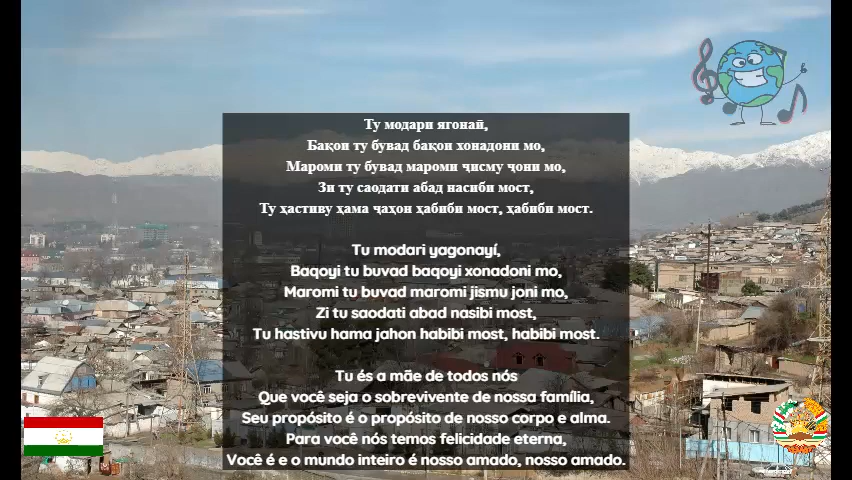 Ту модари ягонаӣ,
Бақои ту бувад бақои хонадони мо,
Мароми ту бувад мароми ҷисму ҷони мо,
Зи ту саодати абад насиби мост,
Ту ҳастиву ҳама ҷаҳон ҳабиби мост, ҳабиби мост.
Tu modari yagonayí,
Baqoyi tu buvad baqoyi xonadoni mo,
Maromi tu buvad maromi jismu joni mo,
Zi tu saodati abad nasibi most,
Tu hastivu hama jahon habibi most, habibi most.
Tu és a mãe de todos nós
Que você seja o sobrevivente de nossa família,
Seu propósito é o propósito de nosso corpo e alma.
Para você nós temos felicidade eterna,
Você é e o mundo inteiro é nosso amado, nosso amado.